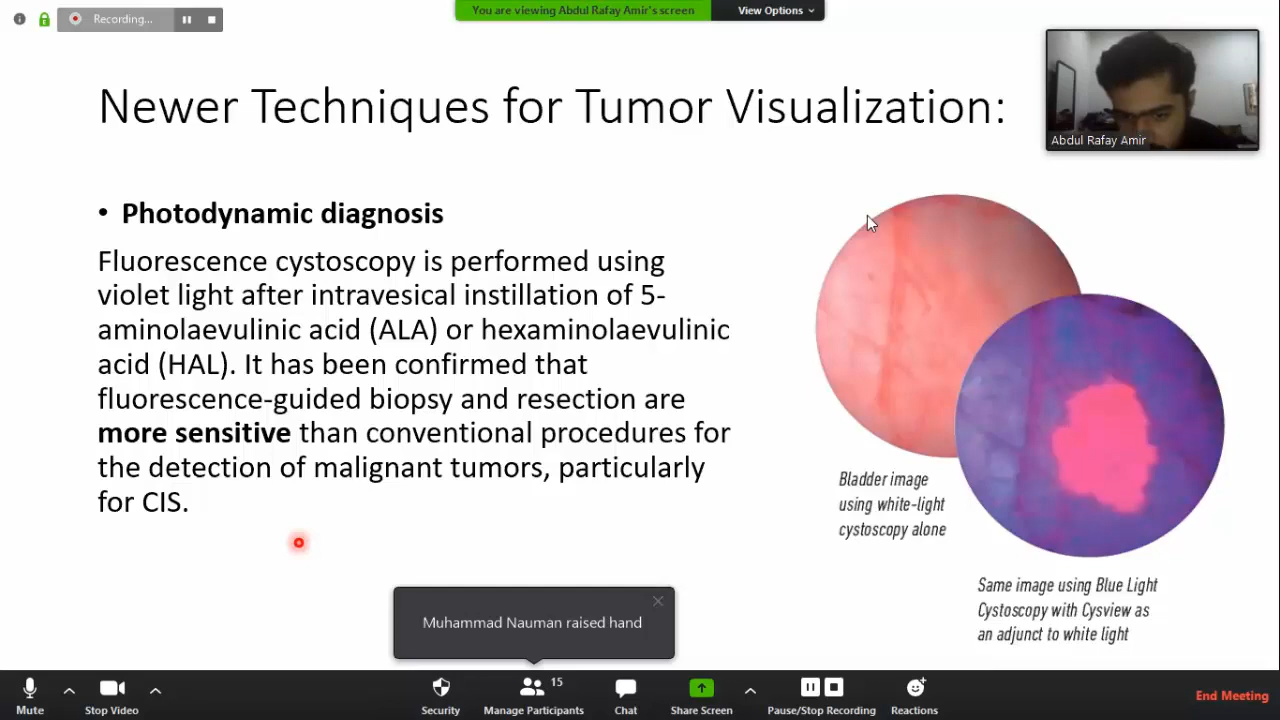 Recording...
You are viewing Abdul Rafay Amir's screen
View Options
Newer Techniques for Tumor Visualization:
Abdul Rafay Amir
• Photodynamic diagnosis
Fluorescence cystoscopy is performed using
violet light after intravesical instillation of 5-
aminolaevulinic acid (ALA) or hexaminolaevulinic
acid (HAL). It has been confirmed that
fluorescence-guided biopsy and resection are
more sensitive than conventional procedures for
the detection of malignant tumors, particularly
for CIS.
Bladder image
using white-light
cystoscopy alone
Same image using Blue Light
Cystoscopy with Cysview as
an adjunct to white light
Muhammad Nauman raised hand
Mute
Stop Video
Security
15
Manage Participants
Chat
Share Screen
Pause/Stop Recording
Reactions
End Meeting